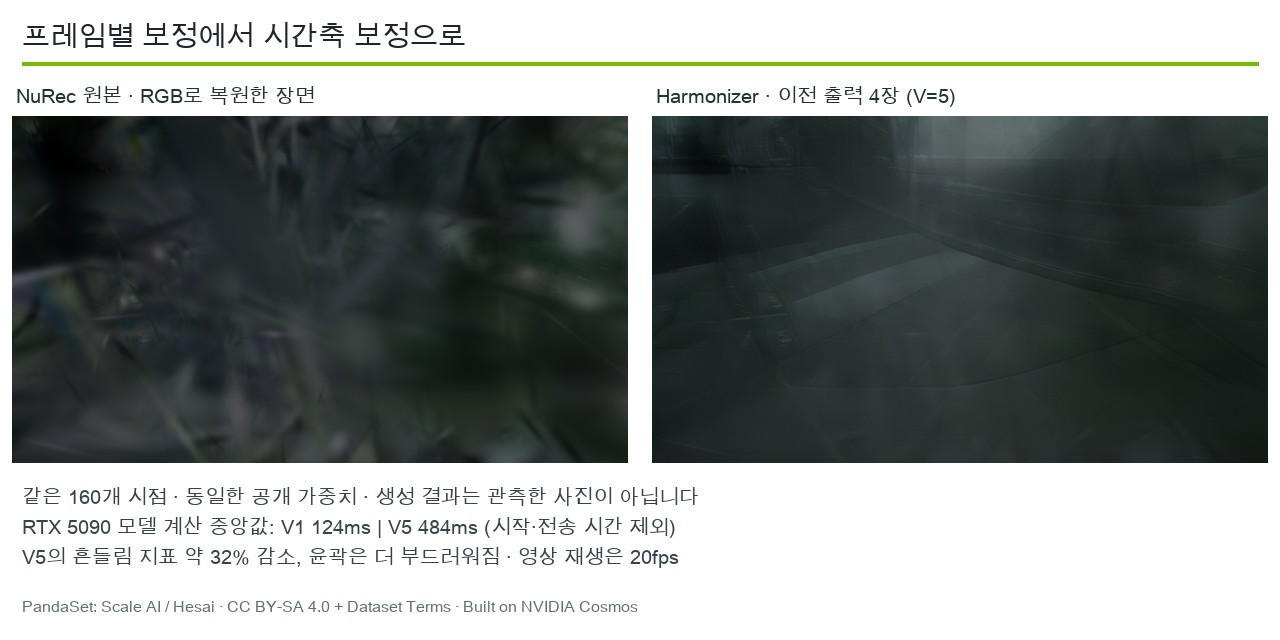 프레임별 보정에서 시간축 보정으로
NuRec 원본 · RGB로 복원한 장면
Harmonizer · 이전 출력 4장 (V=5)
같은 160개 시점 · 동일한 공개 가중치 · 생성 결과는 관측한 사진이 아닙니다
RTX 5090 모델 계산 중앙값: V1 124ms | V5 484ms (시작·전송 시간 제외)
V5의 흔들림 지표 약 32% 감소, 윤곽은 더 부드러워짐 · 영상 재생은 20fps
PandaSet: Scale AI / Hesai · CC BY-SA 4.0 + Dataset Terms · Built on NVIDIA Cosmos